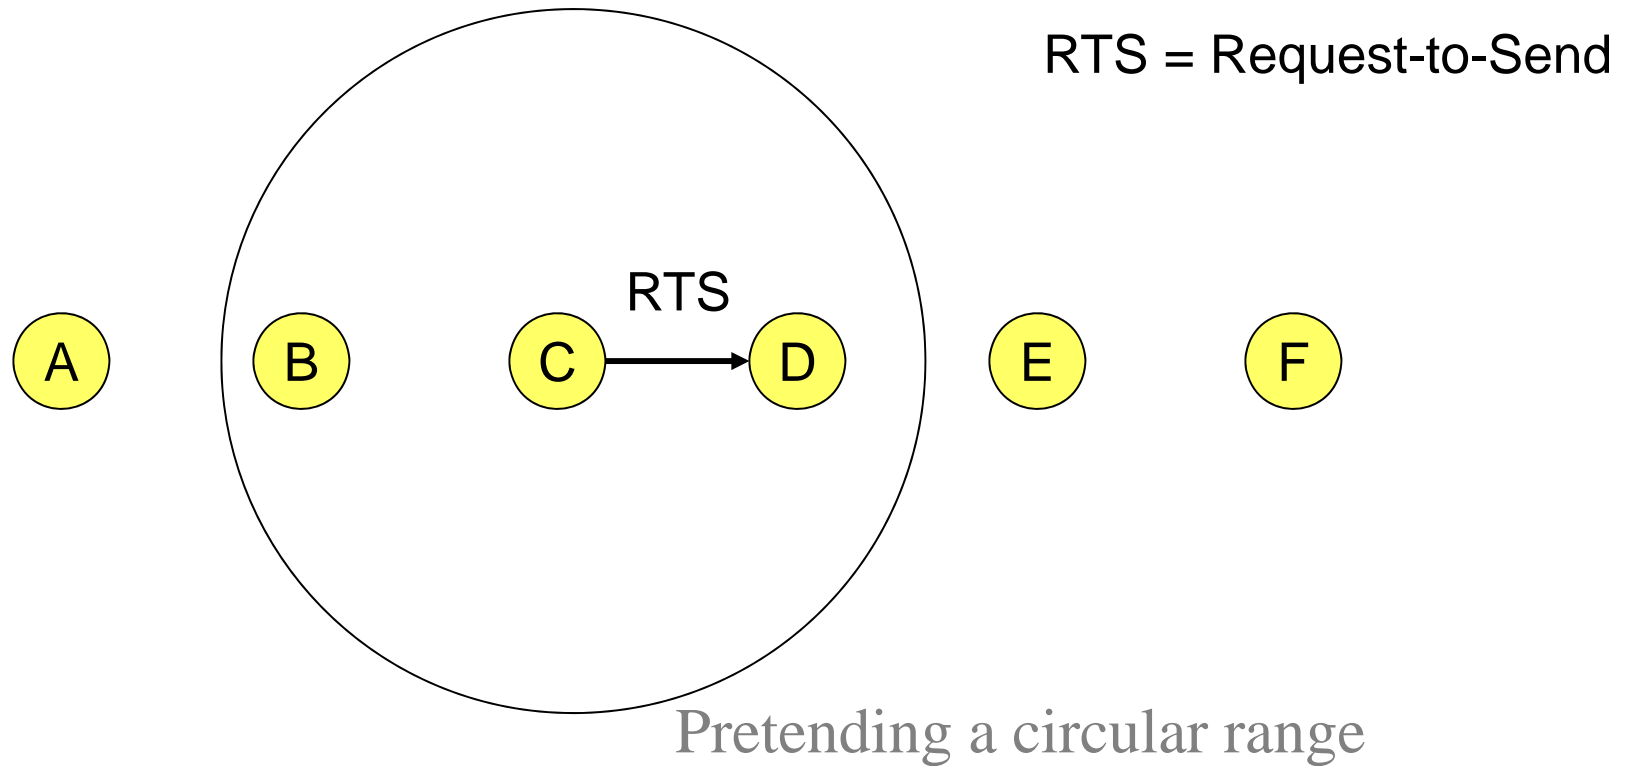 RTS = Request-to-Send
RTS
A B C D E F
Pretending a circular range